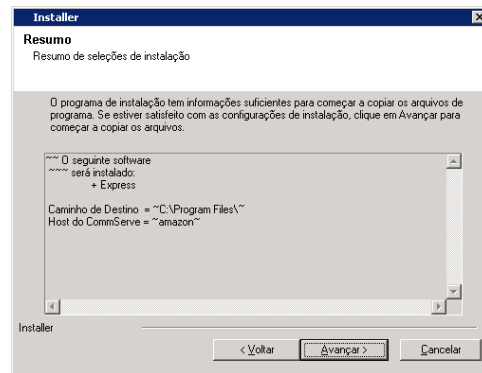 Installer
Resumo
Resumo de seleções de instalação
O programa de instalação tem informações suficientes para começar a copiar os arquivos de
programa. Se estiver satisfeito com as configurações de instalação, clique em Avançar para
começar a copiar os arquivos.
~~ O seguinte software
~~~ será instalado:
+ Express
Caminho de Destino = ~C:\Program Files\~
Host do CommServe = ~amazon~
Installer
< Voltar
Avançar >
Cancelar